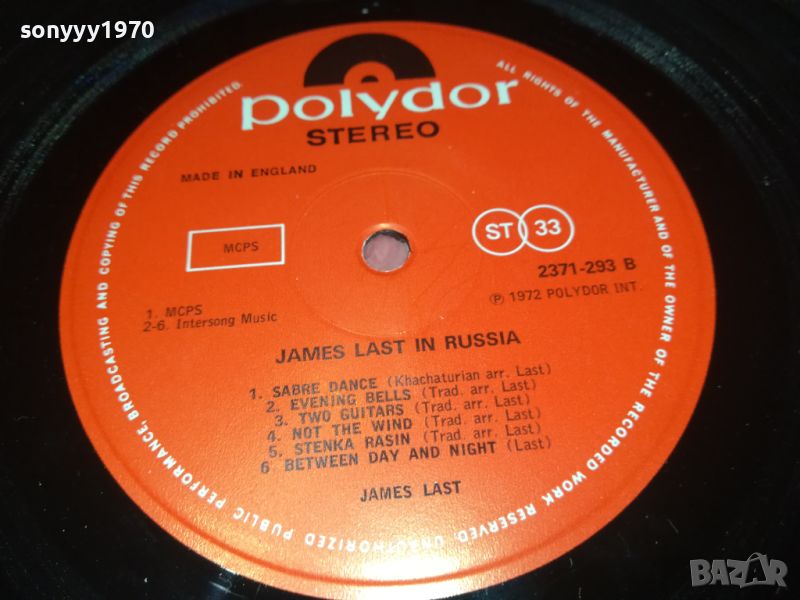 sonyyy1970
polydor
STEREO
MADE IN ENGLAND
MCPS
ST 33
2371-293 B
℗ 1972 POLYDOR INT.
1. MCPS
2-6. Intersong Music
JAMES LAST IN RUSSIA
1. SABRE DANCE (Khachaturian arr. Last)
2. EVENING BELLS (Trad. arr. Last)
3. TWO GUITARS (Trad. arr. Last)
4. NOT THE WIND (Trad. arr. Last)
5. STENKA RASIN (Trad. arr. Last)
6 BETWEEN DAY AND NIGHT (Last)
JAMES LAST
ALL RIGHTS OF THE MANUFACTURER AND OF THE OWNER OF THE RECORDED WORK RESERVED. UNAUTHORIZED PUBLIC PERFORMANCE, BROADCASTING AND COPYING OF THIS RECORD PROHIBITED.
BAZAR